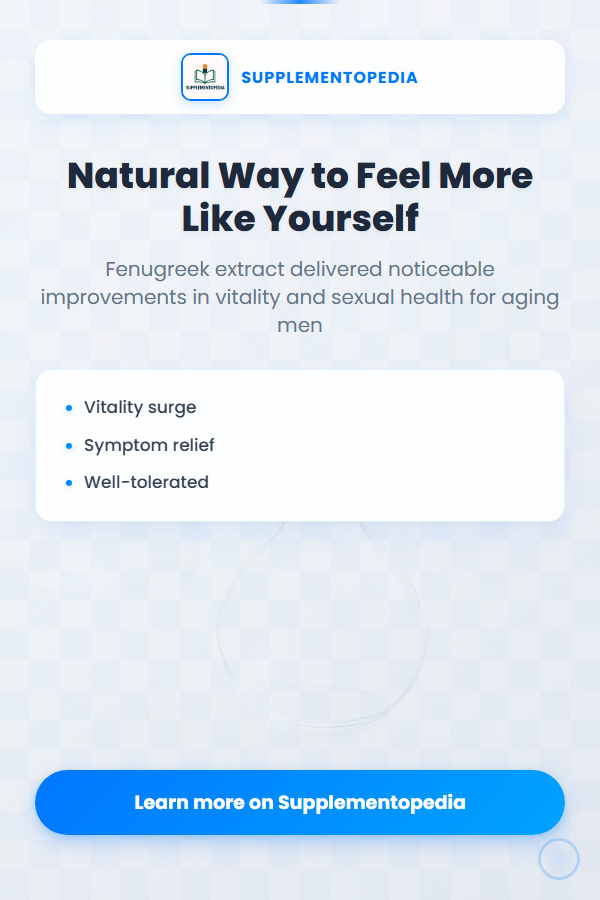 SUPPLEMENTOPEDIA
SUPPLEMENTOPEDIA
Natural Way to Feel More
Like Yourself
Fenugreek extract delivered noticeable
improvements in vitality and sexual health for aging
men
Vitality surge
Symptom relief
Well-tolerated
Learn more on Supplementopedia